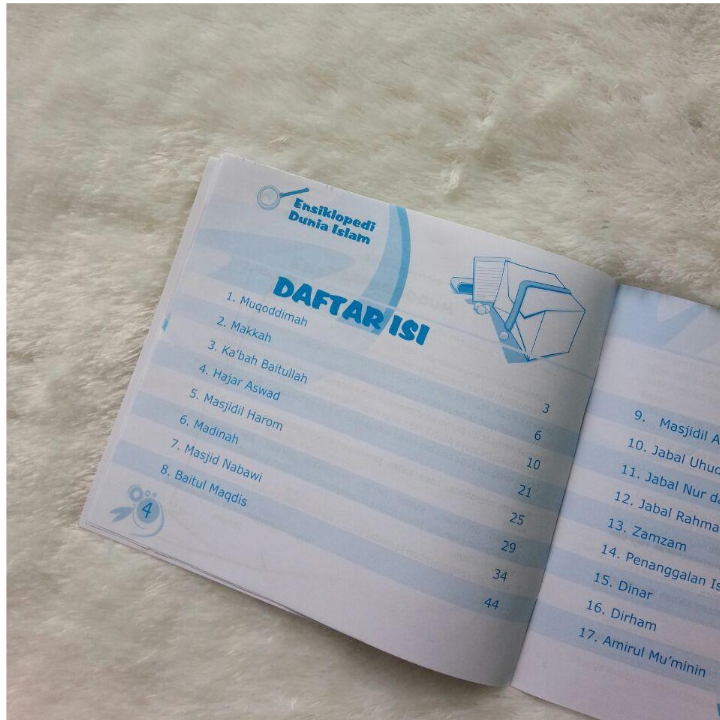 Ensiklopedi
Dunia Islam
DAFTAR ISI
1. Muqoddimah 3
2. Makkah 6
3. Ka'bah Baitullah 10
4. Hajar Aswad 21
5. Masjidil Harom 25
6. Madinah 29
7. Masjid Nabawi 34
8. Baitul Maqdis 44
4
9. Masjidil
10. Jabal Uhud
11. Jabal Nur
12. Jabal
13. Zamzam
14. Penanggalan
15. Dinar
16. Dirham
17. Amirul Mu'minin